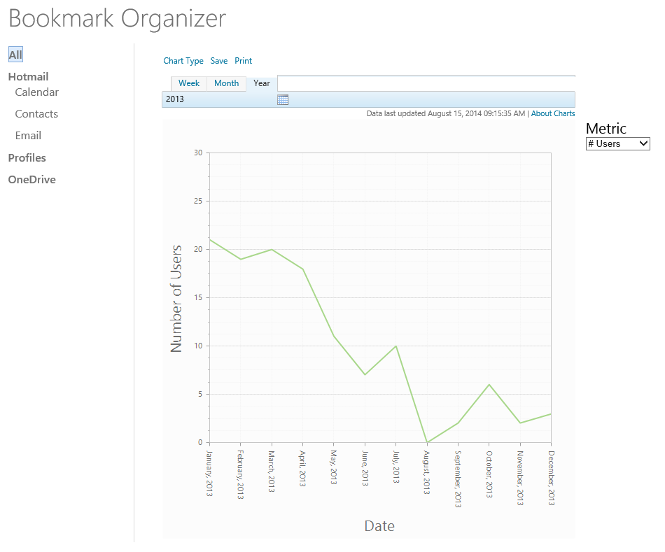 Bookmark Organizer
All
Hotmail
Calendar
Contacts
Email
Profiles
OneDrive
Chart Type Save Print
Week Month Year
2013
Data last updated August 15, 2014 09:15:35 AM | About Charts
Metric
# Users
Number of Users
30
25
20
15
10
5
0
January, 2013
February, 2013
March, 2013
April, 2013
May, 2013
June, 2013
July, 2013
August, 2013
September, 2013
October, 2013
November, 2013
December, 2013
Date